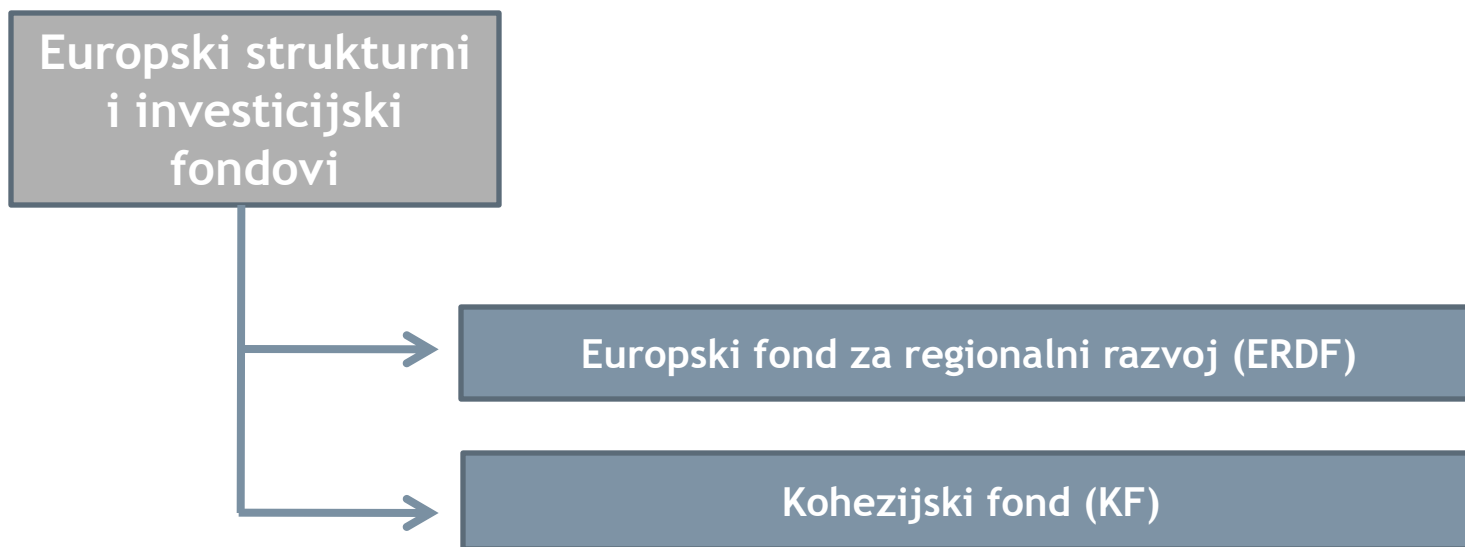 Europski strukturni
i investicijski
fondovi
Europski fond za regionalni razvoj (ERDF)
Kohezijski fond (KF)